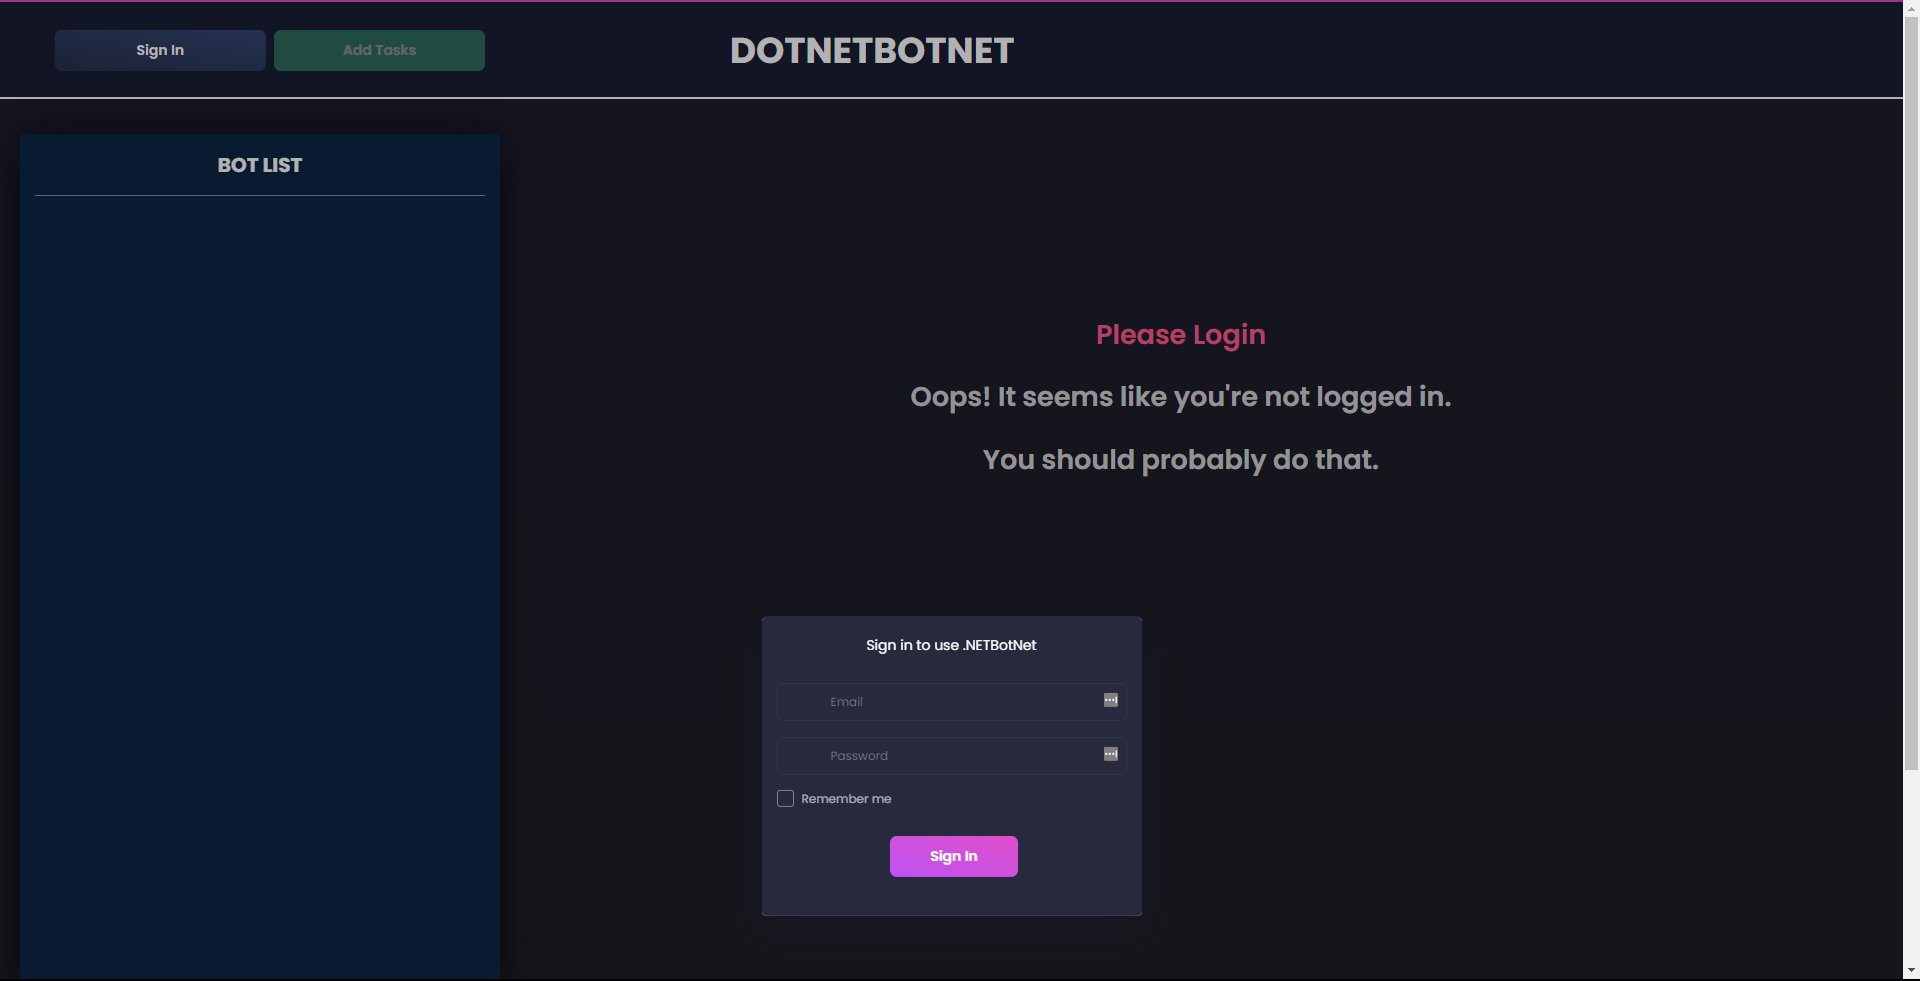 Sign In
Add Tasks
DOTNETBOTNET
BOT LIST
Please Login
Oops! It seems like you're not logged in.
You should probably do that.
Sign in to use .NETBotNet
Email
Password
Remember me
Sign In